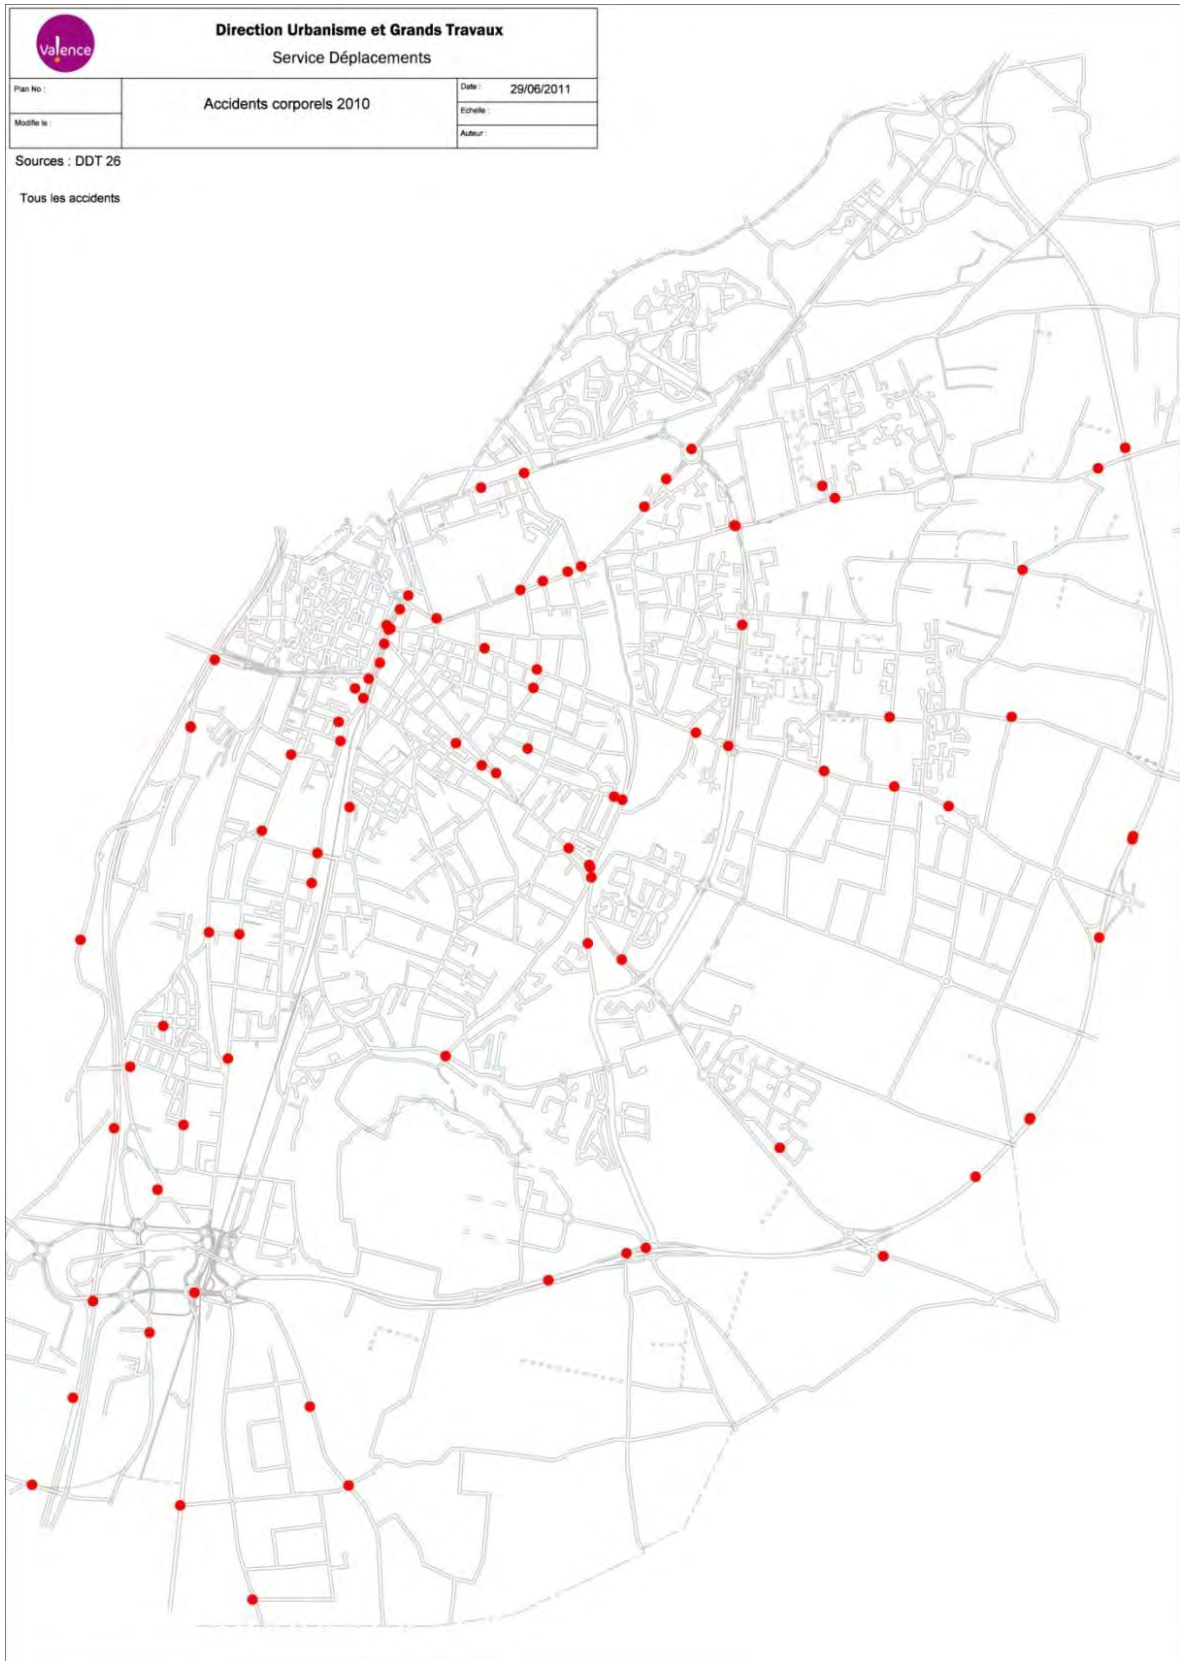 Valence
Direction Urbanisme et Grands Travaux
Service Déplacements
Plan No :
Modifie le :
Accidents corporels 2010
Date : 29/06/2011
Echelle :
Auteur :
Sources : DDT 26
Tous les accidents